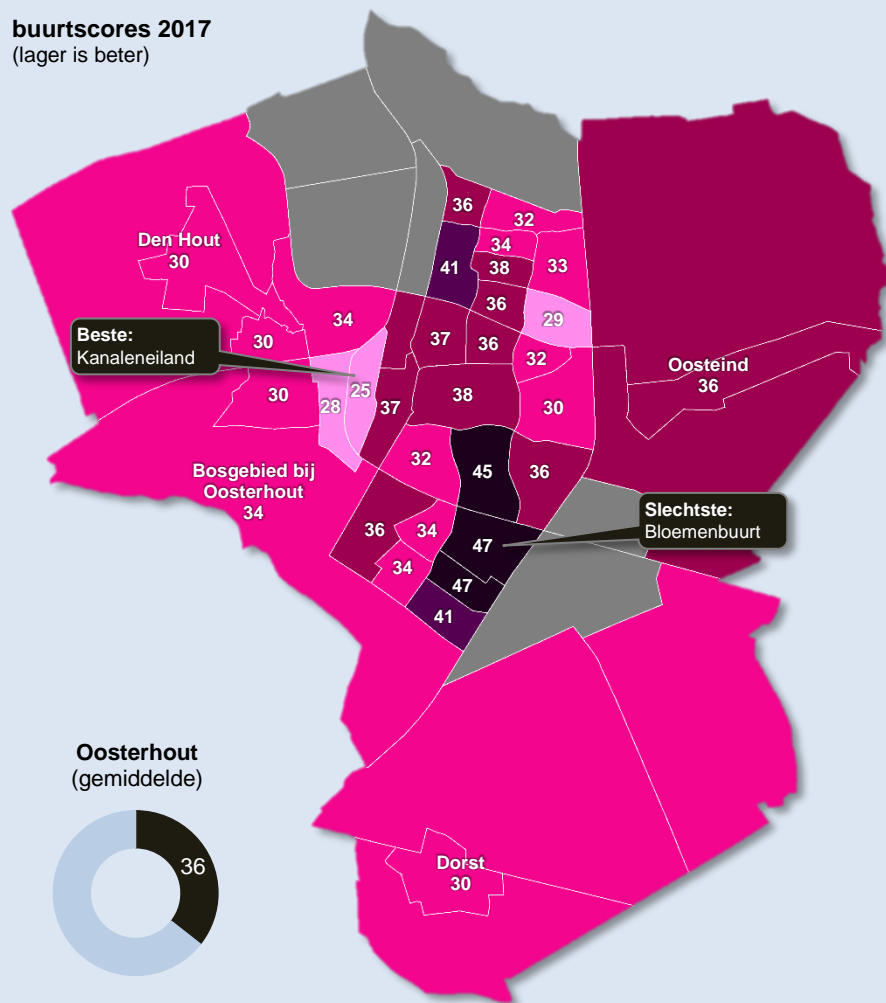 buurtscores 2017
(lager is beter)
36
32
34
Den Hout
30
41
38
33
36
29
34
Beste:
Kanaleneiland
30
37
36
32
Oosteind
36
30
28
25
37
38
30
32
45
36
Bosgebied bij
Oosterhout
34
Slechtste:
Bloemenbuurt
36
34
47
34
47
41
Oosterhout
(gemiddelde)
36
Dorst
30